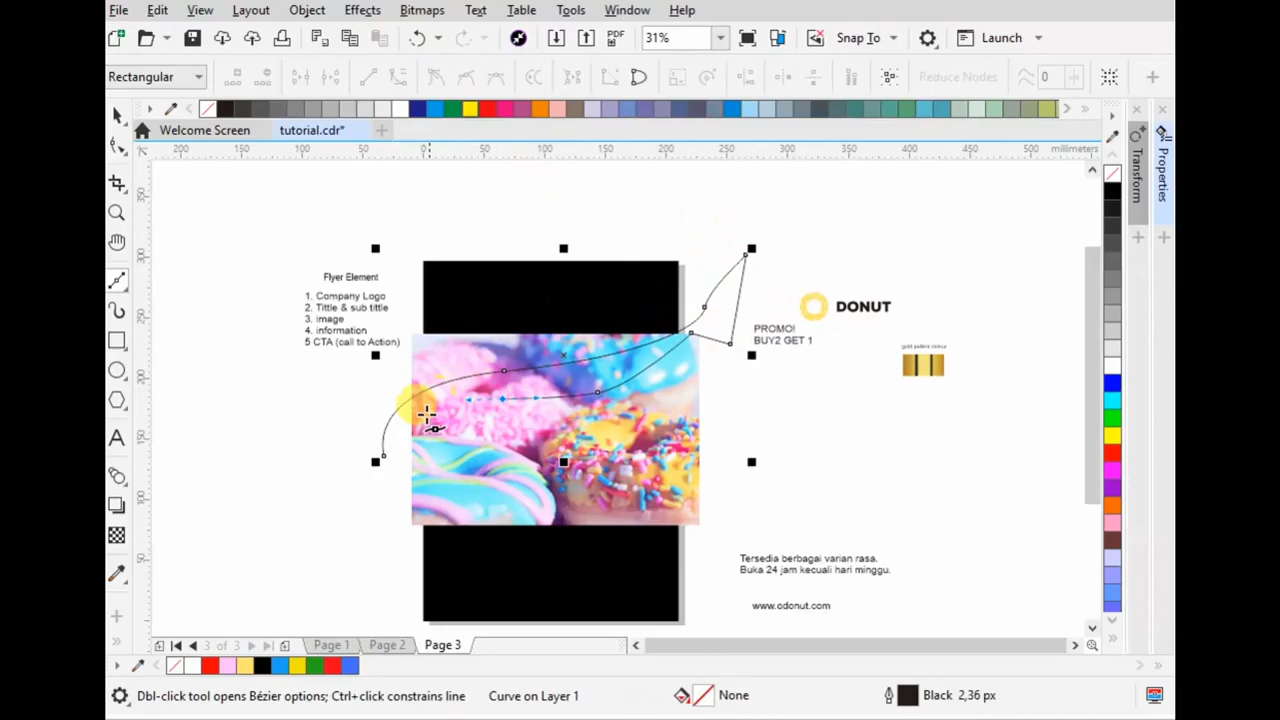 File Edit View Layout Object Effects Bitmaps Text Table Tools Window Help
PDF 31% Snap To Launch
Rectangular Reduce Nodes 0
Welcome Screen tutorial.cdr*
200 150 100 50 0 50 100 150 200 250 300 350 400 450 500 millimeters
Transform
Properties
Flyer Element
1. Company Logo
2. Tittle & sub tittle
3. image
4. information
5 CTA (call to Action)
DONUT
PROMO!
BUY2 GET 1
Tersedia berbagai varian rasa.
Buka 24 jam kecuali hari minggu.
www.odonut.com
3 of 3 Page 1 Page 2 Page 3
Dbl-click tool opens Bézier options; Ctrl+click constrains line Curve on Layer 1 None Black 2,36 px